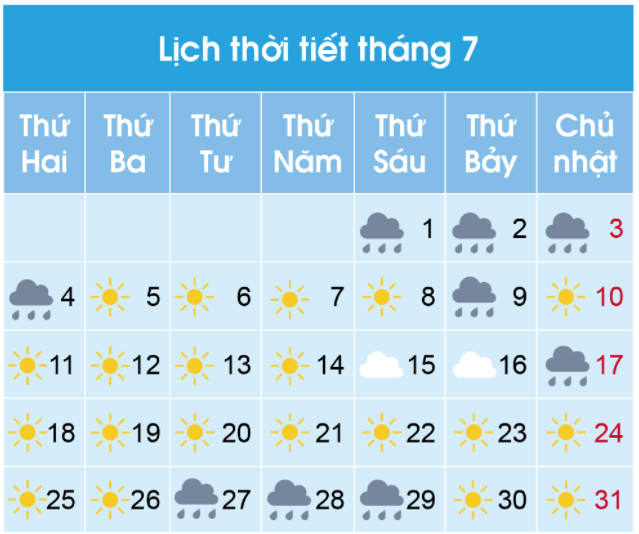 Lịch thời tiết tháng 7
Thứ Hai Thứ Ba Thứ Tư Thứ Năm Thứ Sáu Thứ Bảy Chủ nhật
1 2 3
4 5 6 7 8 9 10
11 12 13 14 15 16 17
18 19 20 21 22 23 24
25 26 27 28 29 30 31